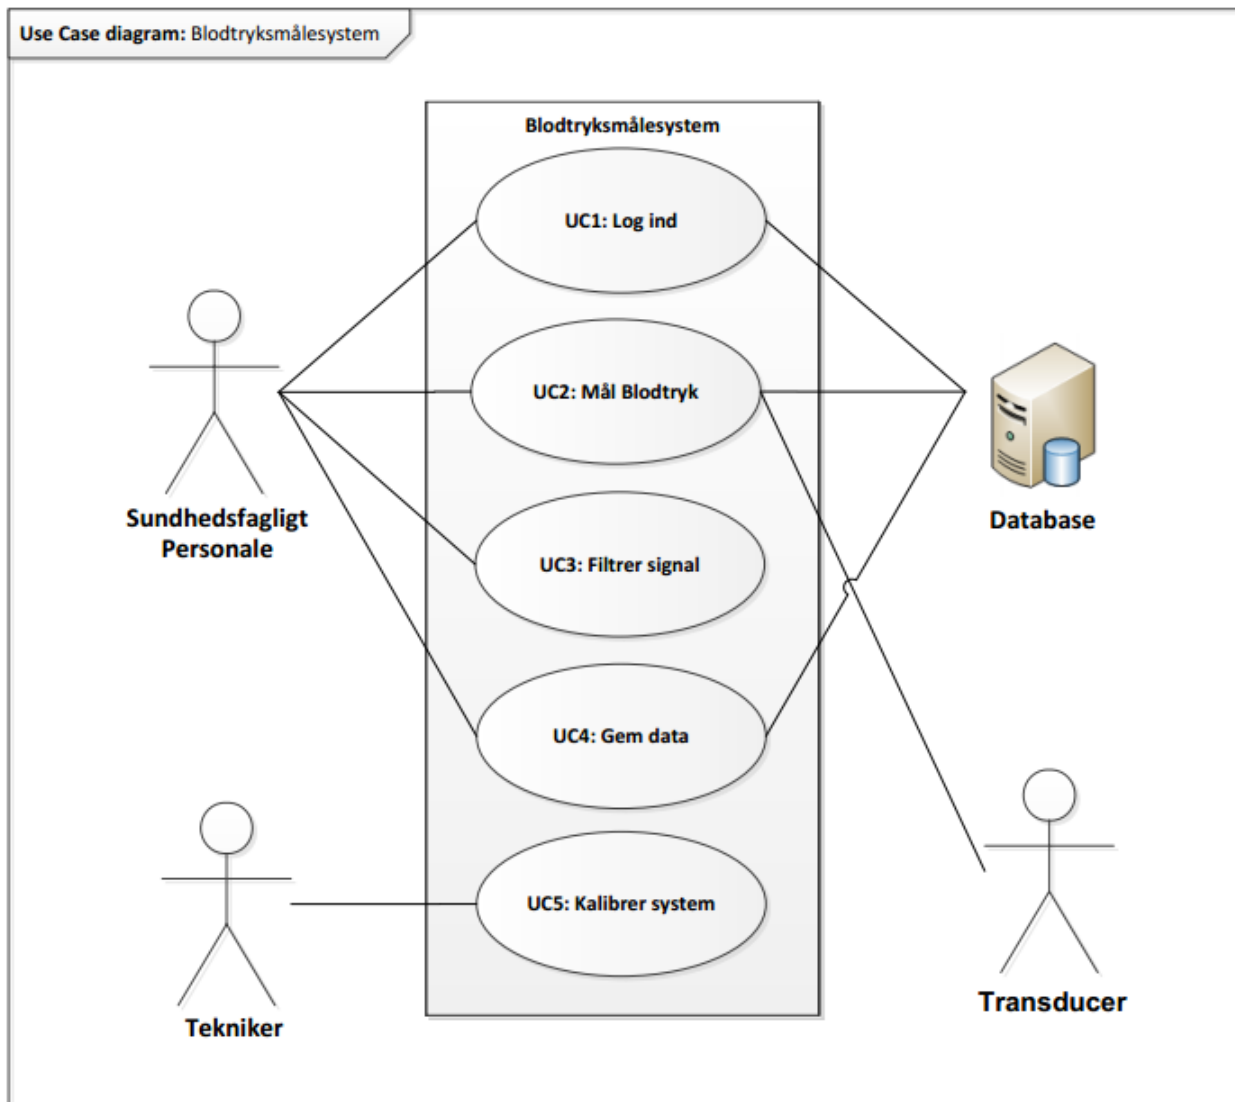 Use Case diagram: Blodtryksmålesystem
Blodtryksmålesystem
UC1: Log ind
UC2: Mål Blodtryk
UC3: Filtrer signal
UC4: Gem data
UC5: Kalibrer system
Sundhedsfagligt
Personale
Database
Tekniker
Transducer